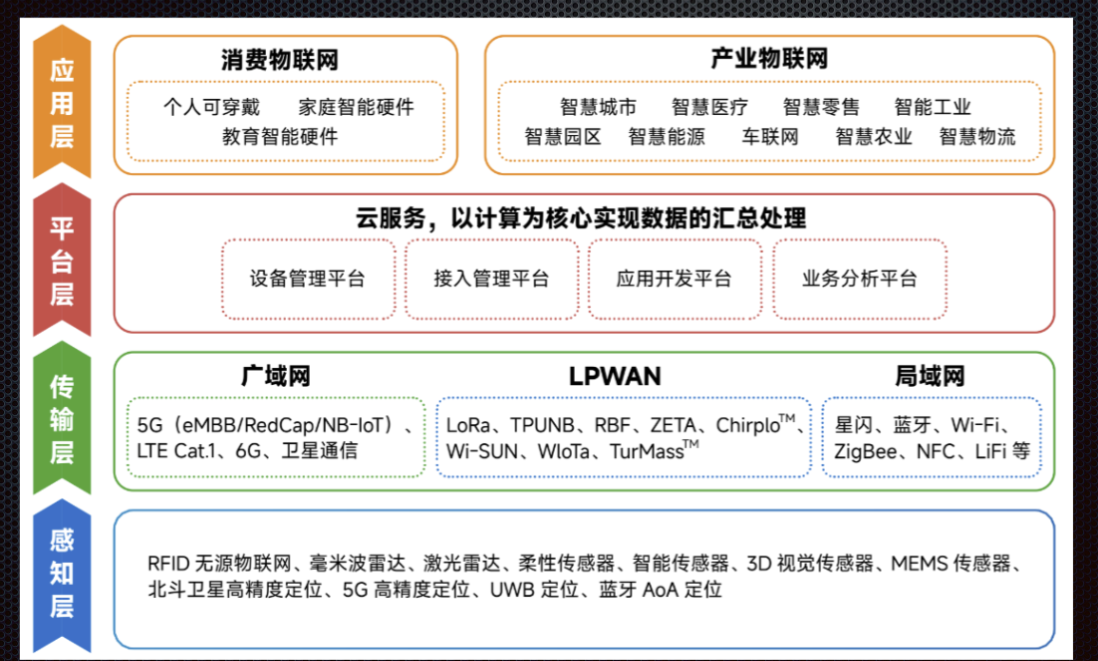 应用层
消费物联网
个人可穿戴 家庭智能硬件
教育智能硬件
产业物联网
智慧城市 智慧医疗 智慧零售 智能工业
智慧园区 智慧能源 车联网 智慧农业 智慧物流
平台层
云服务，以计算为核心实现数据的汇总处理
设备管理平台
接入管理平台
应用开发平台
业务分析平台
传输层
广域网
5G（eMBB/RedCap/NB-IoT）、
LTE Cat.1、6G、卫星通信
LPWAN
LoRa、TPUNB、RBF、ZETA、Chirplo™、
Wi-SUN、WIoTa、TurMass™
局域网
星闪、蓝牙、Wi-Fi、
ZigBee、NFC、LiFi 等
感知层
RFID 无源物联网、毫米波雷达、激光雷达、柔性传感器、智能传感器、3D 视觉传感器、MEMS 传感器、
北斗卫星高精度定位、5G 高精度定位、UWB 定位、蓝牙 AoA 定位